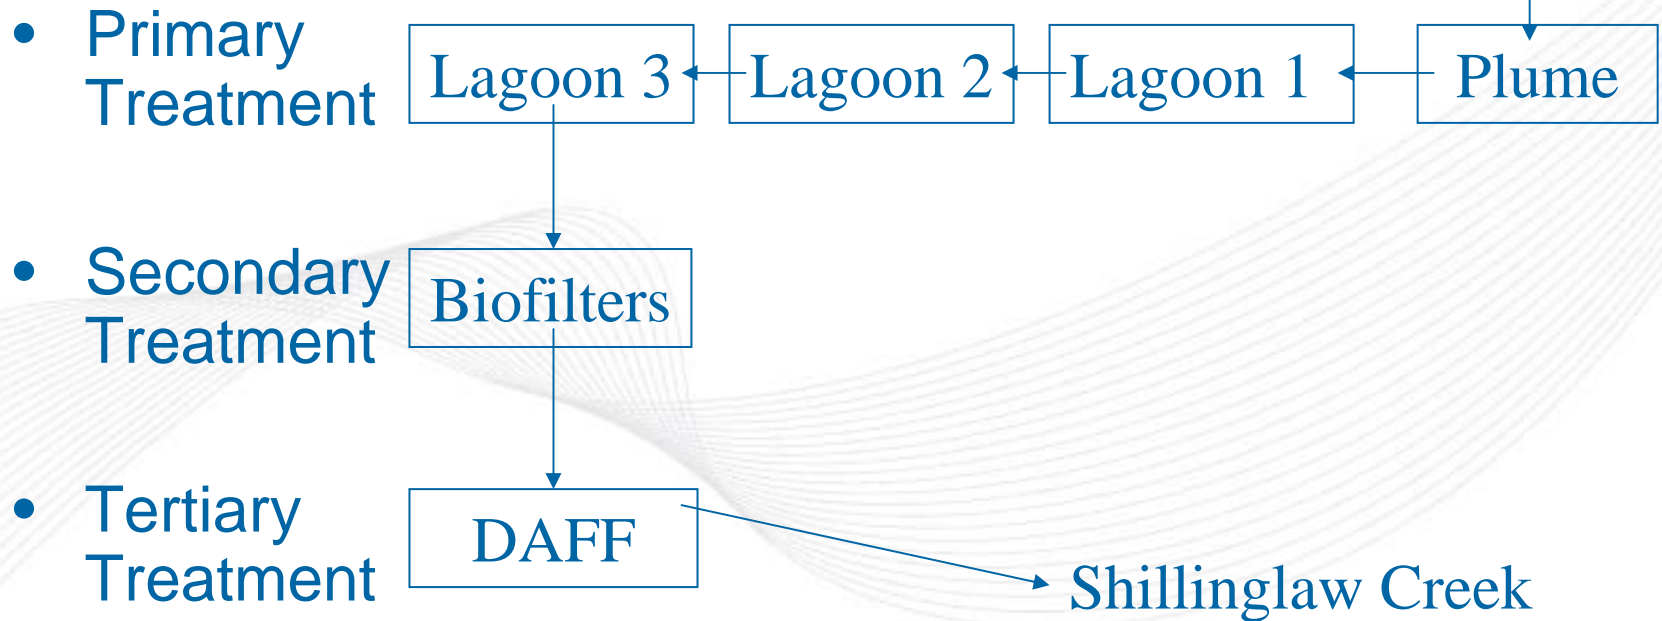 • Primary
Treatment
Lagoon 3
Lagoon 2
Lagoon 1
Plume
• Secondary
Treatment
Biofilters
• Tertiary
Treatment
DAFF
Shillinglaw Creek